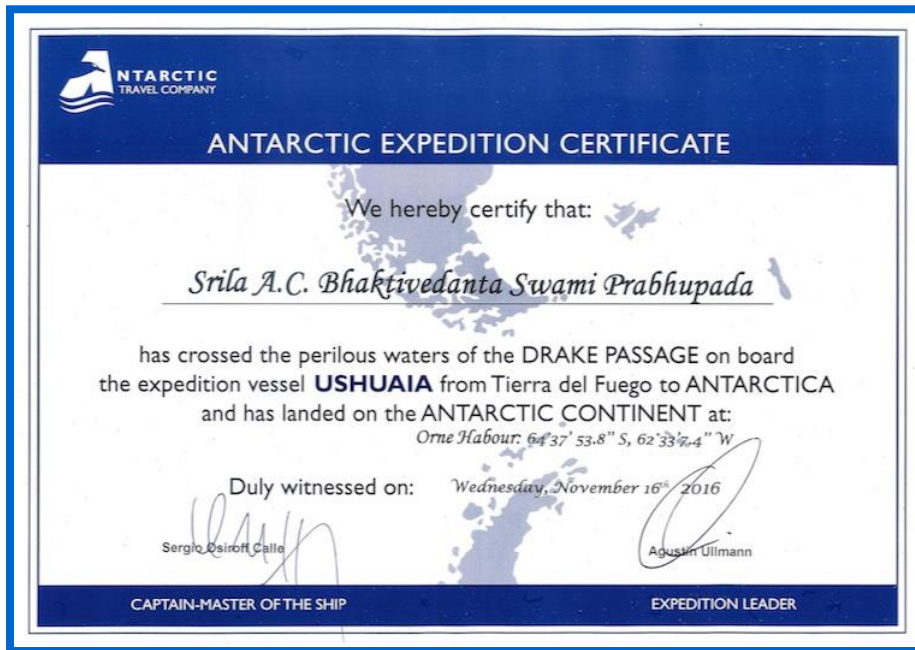 ANTARCTIC
TRAVEL COMPANY
ANTARCTIC EXPEDITION CERTIFICATE
We hereby certify that:
Srila A.C. Bhaktivedanta Swami Prabhupada
has crossed the perilous waters of the DRAKE PASSAGE on board
the expedition vessel USHUAIA from Tierra del Fuego to ANTARCTICA
and has landed on the ANTARCTIC CONTINENT at:
Orne Habour: 64°37' 53.8" S, 62°33'7.4" W
Duly witnessed on: Wednesday, November 16th 2016
Sergio Osiroff Calle Agustín Ullmann
CAPTAIN-MASTER OF THE SHIP EXPEDITION LEADER